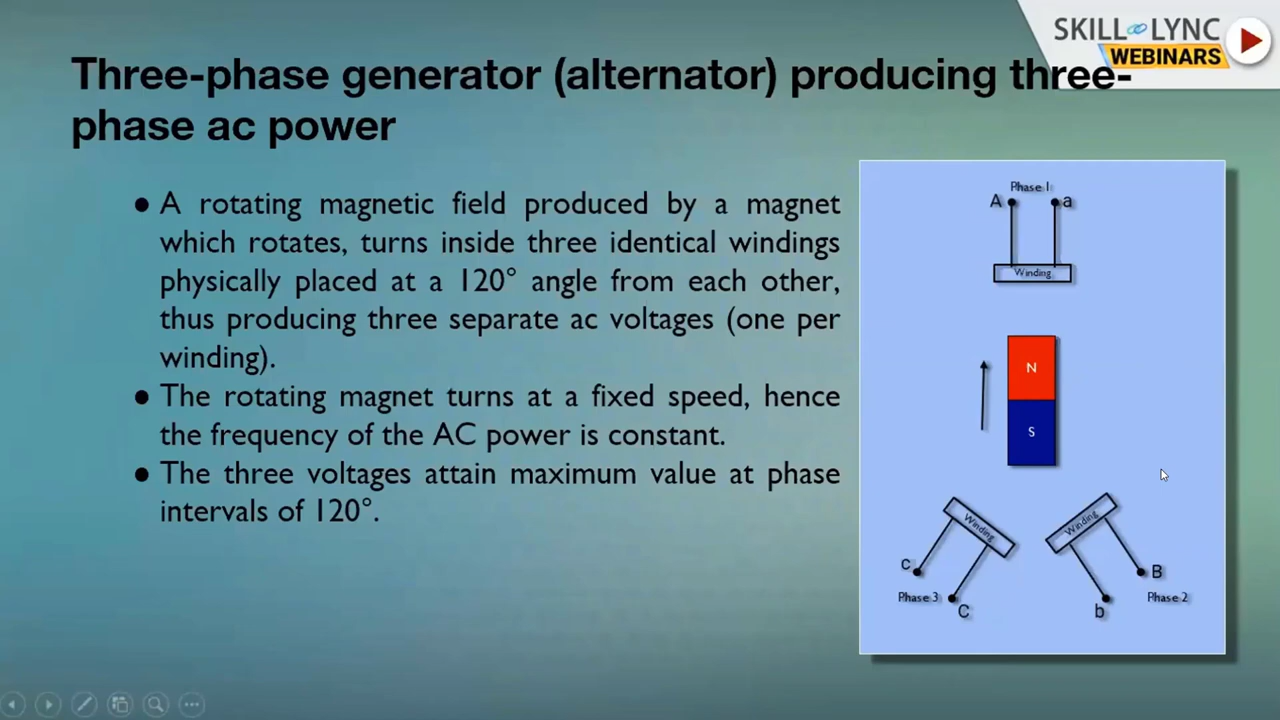 SKILL LYNC
WEBINARS
Three-phase generator (alternator) producing three-
phase ac power
● A rotating magnetic field produced by a magnet
which rotates, turns inside three identical windings
physically placed at a 120° angle from each other,
thus producing three separate ac voltages (one per
winding).
● The rotating magnet turns at a fixed speed, hence
the frequency of the AC power is constant.
● The three voltages attain maximum value at phase
intervals of 120°.
Phase 1
A a
Winding
N
S
Winding
Winding
c
B
Phase 3
Phase 2
C
b